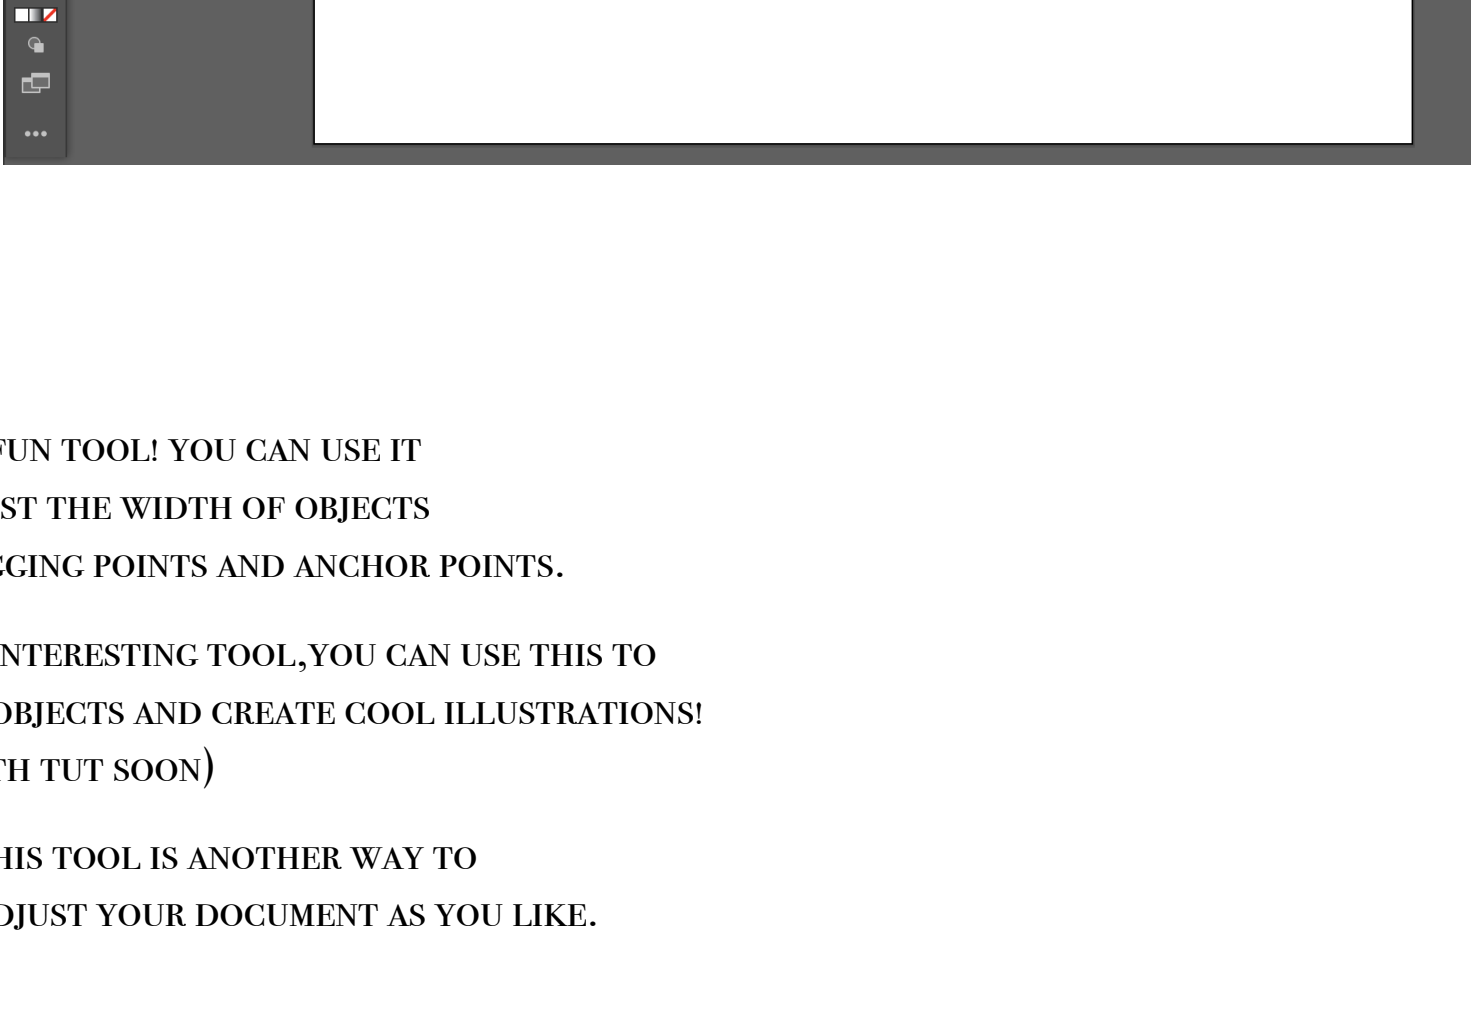 FUN TOOL! YOU CAN USE IT
ST THE WIDTH OF OBJECTS
GGING POINTS AND ANCHOR POINTS.
NTERESTING TOOL,YOU CAN USE THIS TO
OBJECTS AND CREATE COOL ILLUSTRATIONS!
TH TUT SOON)
HIS TOOL IS ANOTHER WAY TO
DJUST YOUR DOCUMENT AS YOU LIKE.